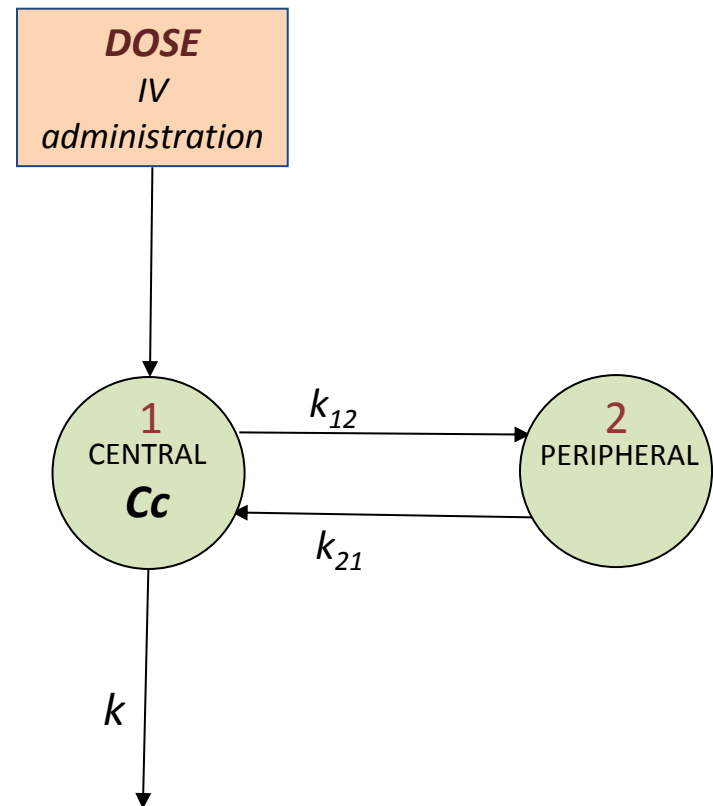 DOSE
IV
administration
1
CENTRAL
Cc
k12
2
PERIPHERAL
k21
k